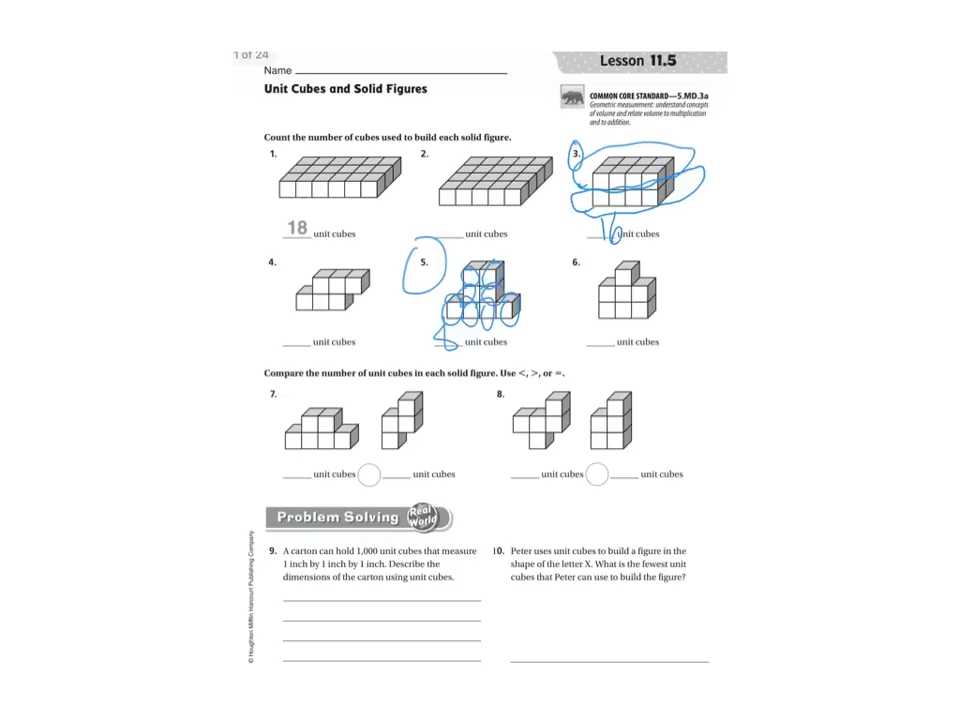 1 of 24
Lesson 11.5
Name
Unit Cubes and Solid Figures
COMMON CORE STANDARD—5.MD.3a
Geometric measurement: understand concepts
of volume and relate volume to multiplication
and to addition.
Count the number of cubes used to build each solid figure.
1. 2. 3.
18 unit cubes unit cubes 16 unit cubes
4. 5. 6.
unit cubes 8 unit cubes unit cubes
Compare the number of unit cubes in each solid figure. Use <, >, or =.
7. 8.
unit cubes unit cubes unit cubes unit cubes
Problem Solving Real World
9. A carton can hold 1,000 unit cubes that measure
1 inch by 1 inch by 1 inch. Describe the
dimensions of the carton using unit cubes.
10. Peter uses unit cubes to build a figure in the
shape of the letter X. What is the fewest unit
cubes that Peter can use to build the figure?
© Houghton Mifflin Harcourt Publishing Company